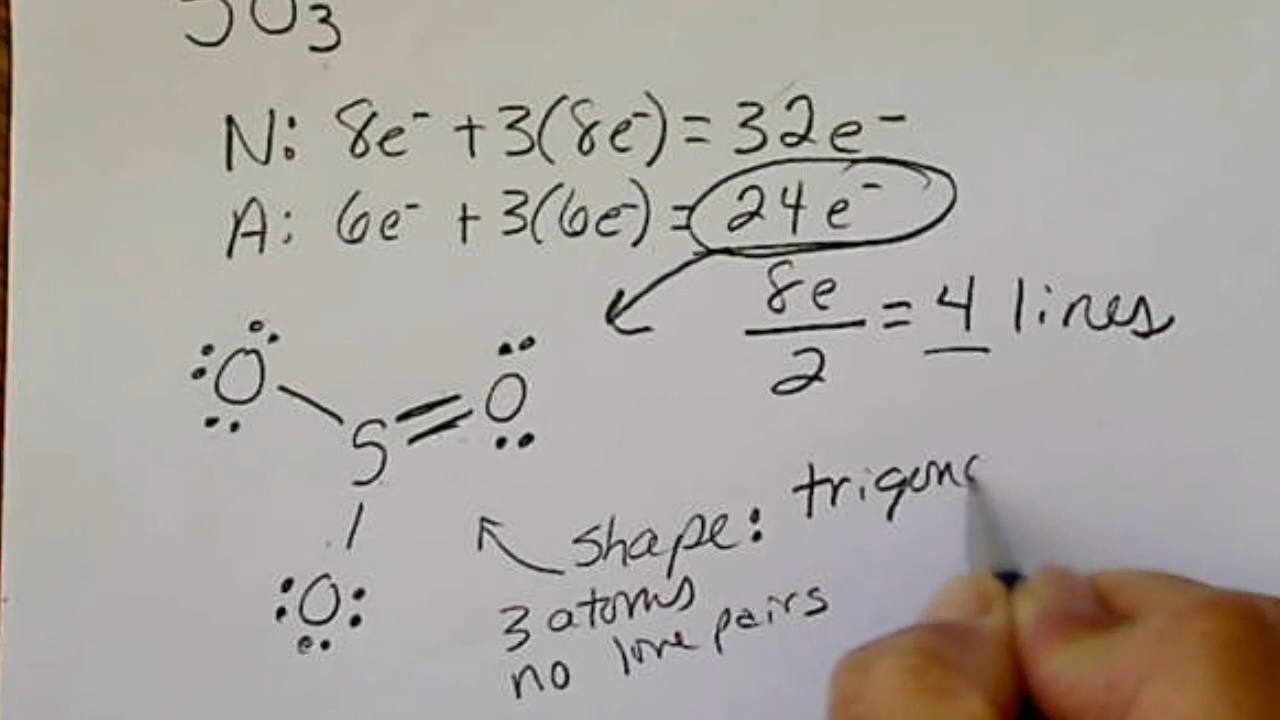 SO3
N: 8e⁻ + 3(8e⁻) = 32e⁻
A: 6e⁻ + 3(6e⁻) = 24e⁻
8e/2 = 4 lines
O
O
S
O
shape: trigona
3 atoms
no lone pairs